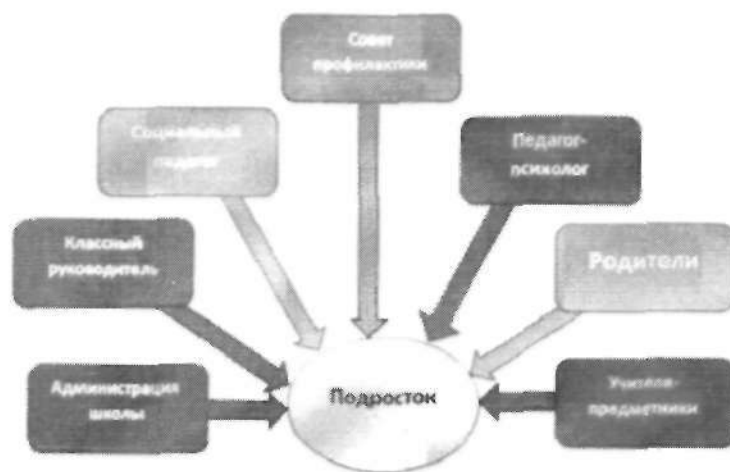 Совет
профилактики
Социальный
педагог
Педагог-
психолог
Классный
руководитель
Родители
Администрация
школы
Подросток
Учителя-
предметники